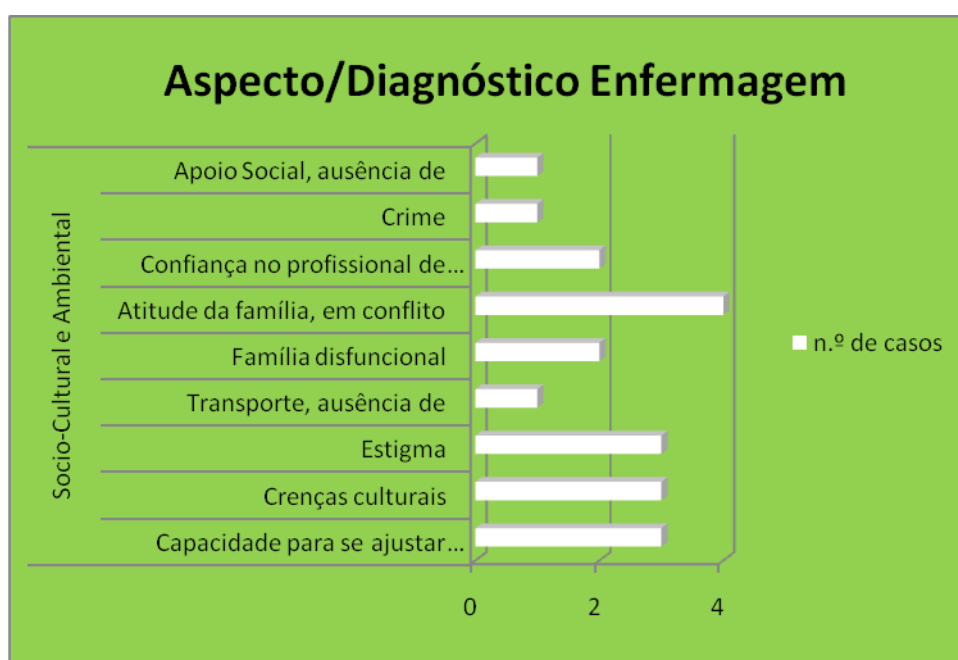 Aspecto/Diagnóstico Enfermagem
Socio-Cultural e Ambiental
Apoio Social, ausência de
Crime
Confiança no profissional de...
Atitude da família, em conflito
Família disfuncional
Transporte, ausência de
Estigma
Crenças culturais
Capacidade para se ajustar...
n.º de casos
0 2 4